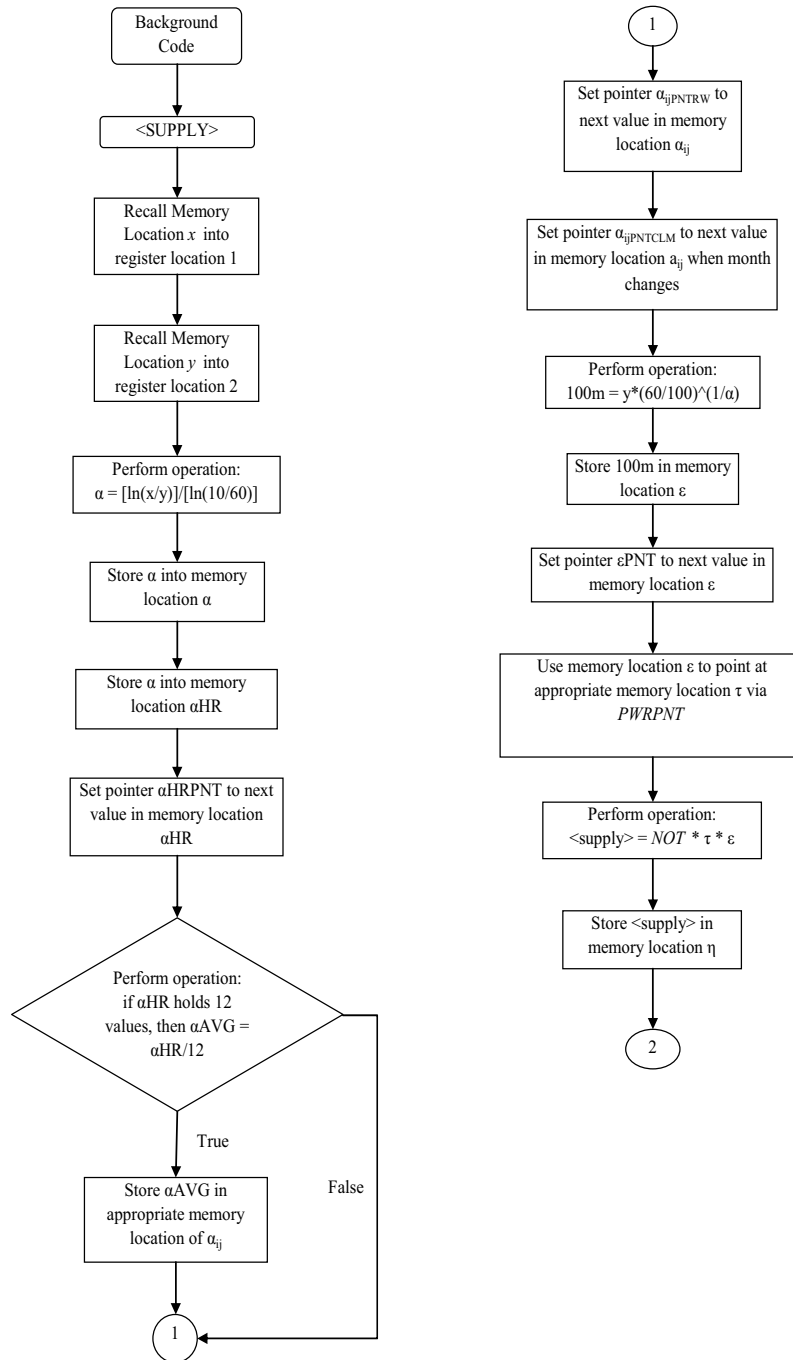 Background
Code
<SUPPLY>
Recall Memory
Location x into
register location 1
Recall Memory
Location y into
register location 2
Perform operation:
α = [ln(x/y)]/[ln(10/60)]
Store α into memory
location α
Store α into memory
location αHR
Set pointer αHRPNT to next
value in memory location
αHR
Perform operation:
if αHR holds 12
values, then αAVG =
αHR/12
True
False
Store αAVG in
appropriate memory
location of αij
1
1
Set pointer αijPNTRW to
next value in memory
location αij
Set pointer αijPNTCLM to next value
in memory location aij when month
changes
Perform operation:
100m = y*(60/100)^(1/α)
Store 100m in memory
location ε
Set pointer εPNT to next value in
memory location ε
Use memory location ε to point at
appropriate memory location τ via
PWRPNT
Perform operation:
<supply> = NOT * τ * ε
Store <supply> in
memory location η
2